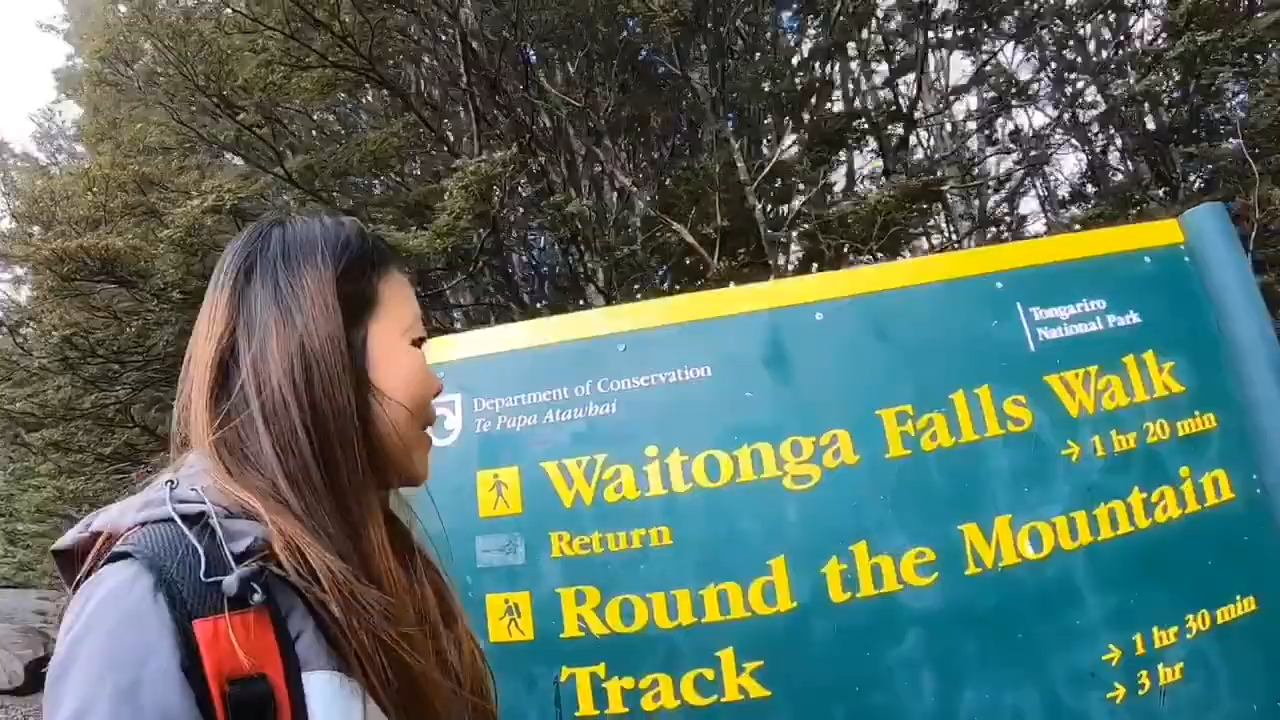 Tongariro
National Park
Department of Conservation
Te Papa Atawhai
Waitonga Falls Walk
→ 1 hr 20 min
Return
Round the Mountain
Track
→ 1 hr 30 min
→ 3 hr